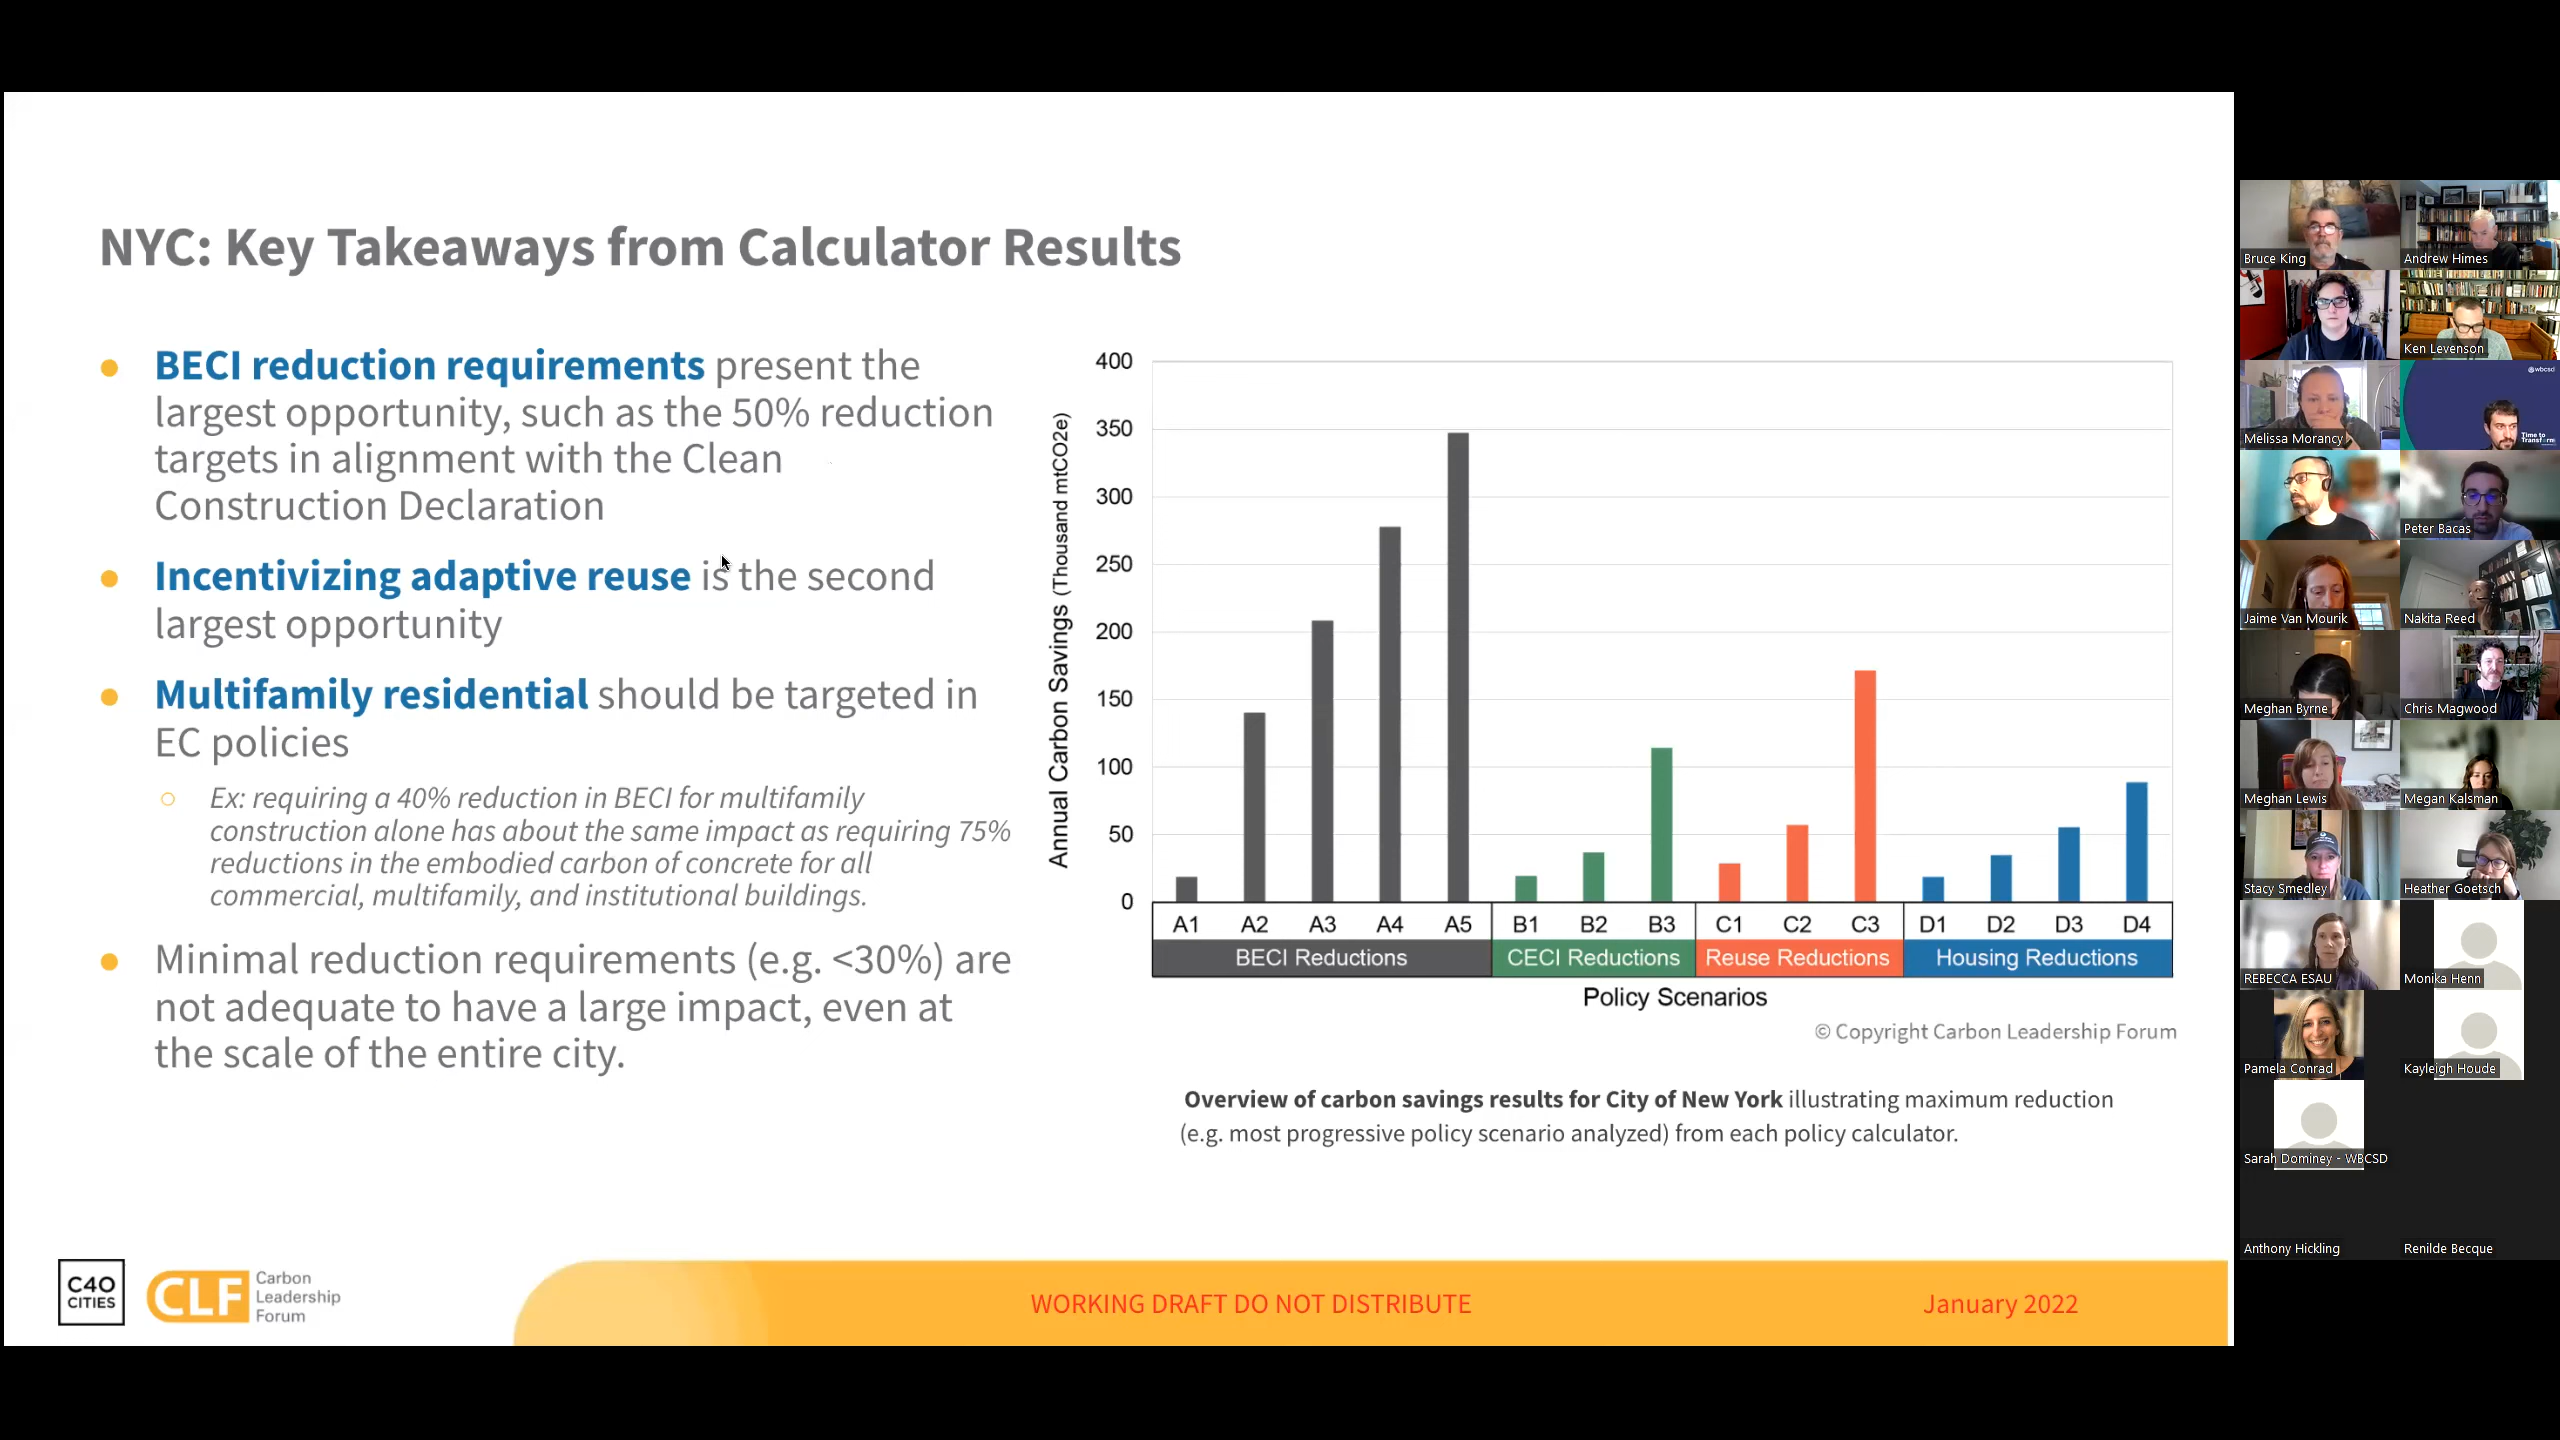 NYC: Key Takeaways from Calculator Results
BECI reduction requirements present the
largest opportunity, such as the 50% reduction
targets in alignment with the Clean
Construction Declaration
Incentivizing adaptive reuse is the second
largest opportunity
Multifamily residential should be targeted in
EC policies
Ex: requiring a 40% reduction in BECI for multifamily
construction alone has about the same impact as requiring 75%
reductions in the embodied carbon of concrete for all
commercial, multifamily, and institutional buildings.
Minimal reduction requirements (e.g. <30%) are
not adequate to have a large impact, even at
the scale of the entire city.
Annual Carbon Savings (Thousand mtCO2e)
400
350
300
250
200
150
100
50
0
A1 A2 A3 A4 A5 B1 B2 B3 C1 C2 C3 D1 D2 D3 D4
BECI Reductions CECI Reductions Reuse Reductions Housing Reductions
Policy Scenarios
© Copyright Carbon Leadership Forum
Overview of carbon savings results for City of New York illustrating maximum reduction
(e.g. most progressive policy scenario analyzed) from each policy calculator.
C40
CITIES
CLF
Carbon
Leadership
Forum
WORKING DRAFT DO NOT DISTRIBUTE
January 2022
Bruce King
Andrew Himes
Ken Levenson
wbcsd
Melissa Morancy
Time to
Transform
Peter Bacas
Jaime Van Mourik
Nakita Reed
Meghan Byrne
Chris Magwood
Meghan Lewis
Megan Kalsman
Stacy Smedley
Heather Goetsch
REBECCA ESAU
Monika Henn
Pamela Conrad
Kayleigh Houde
Sarah Dominey - WBCSD
Anthony Hickling
Renilde Becque